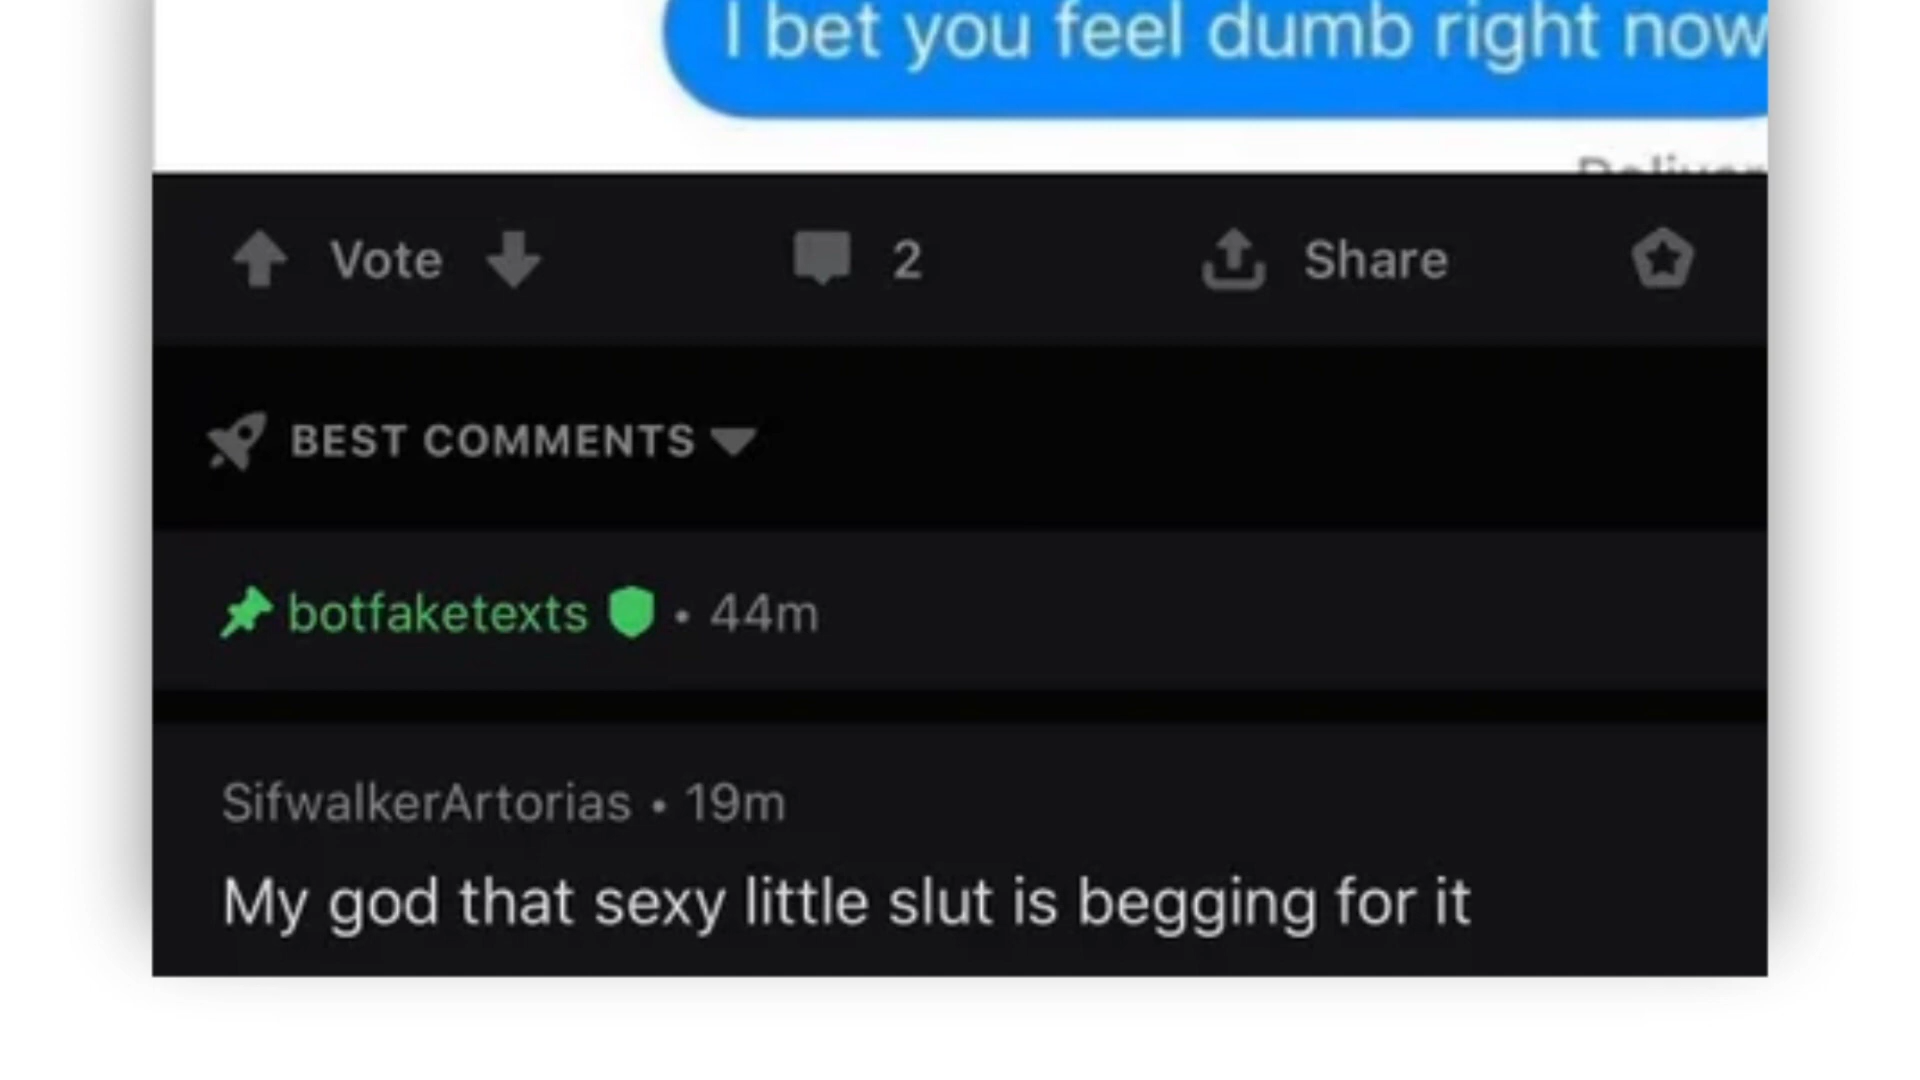 I bet you feel dumb right now
Deliver
Vote 2 Share
BEST COMMENTS
botfaketexts • 44m
SifwalkerArtorias • 19m
My god that sexy little slut is begging for it